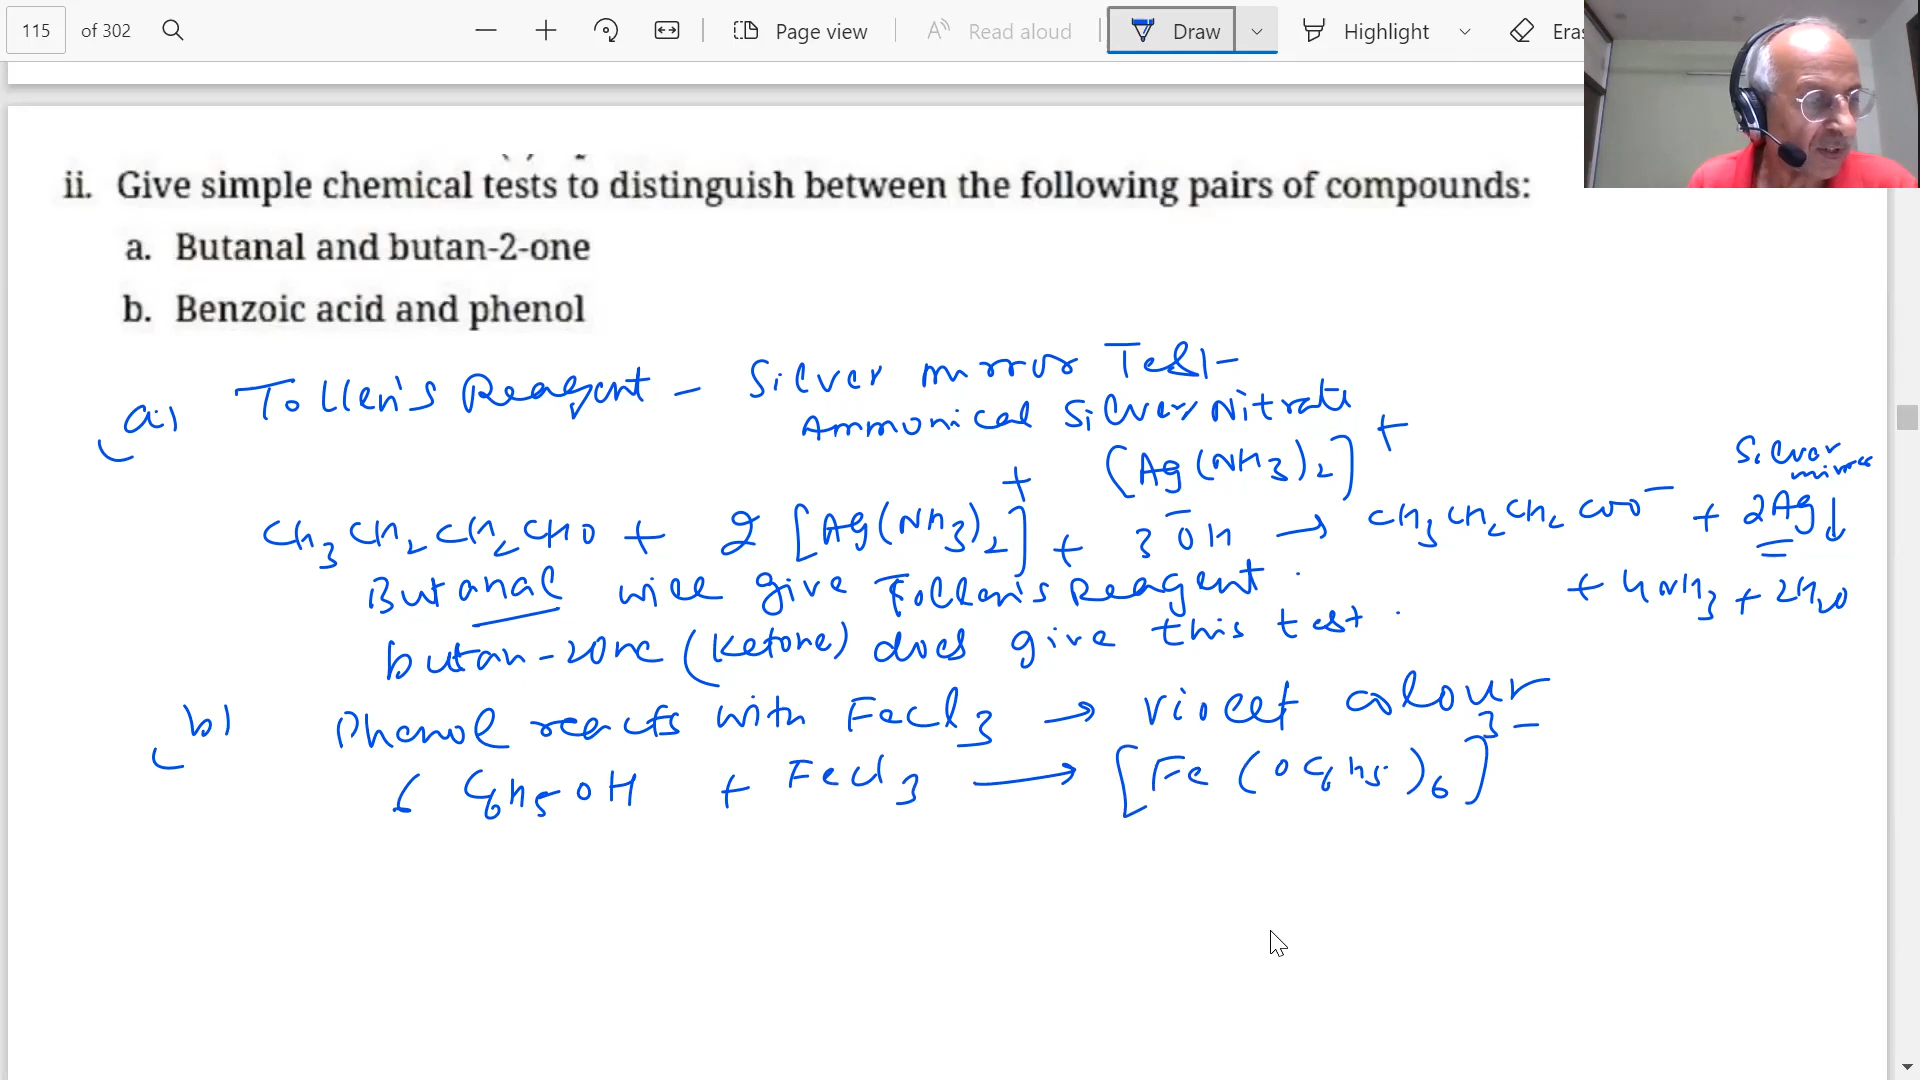 115 of 302 Page view Read aloud Draw Highlight Eras
ii. Give simple chemical tests to distinguish between the following pairs of compounds:
a. Butanal and butan-2-one
b. Benzoic acid and phenol
a) Tollen's Reagent - Silver mirror Test
Ammonical Silver Nitrate
[Ag(NH3)2]+
Silver mirror
CH3CH2CH2CHO + 2[Ag(NH3)2]+ + 3OH- → CH3CH2CH2COO- + 2Ag↓
+ 4NH3 + 2H2O
Butanal will give Tollen's Reagent.
butan-2one (Ketone) does give this test.
b) Phenol reacts with FeCl3 → violet colour
6 C6H5OH + FeCl3 → [Fe(OC6H5)6]3-